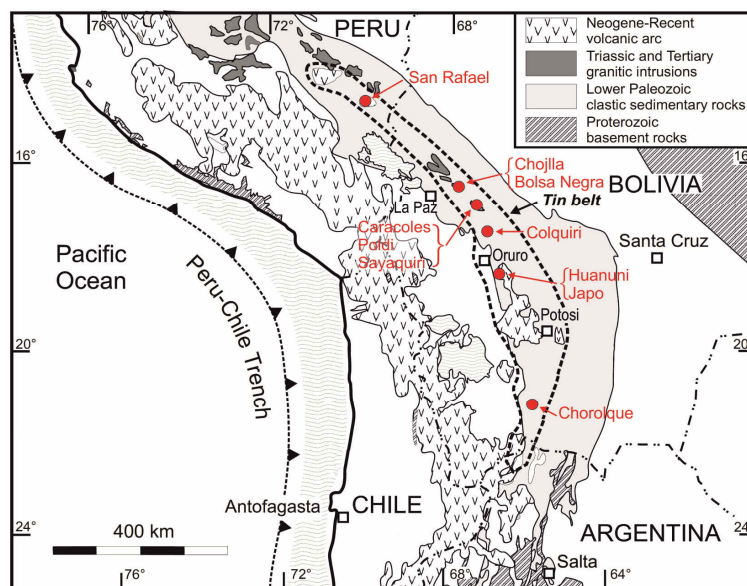 76°
72°
PERU
68°
Neogene-Recent
volcanic arc
Triassic and Tertiary
granitic intrusions
Lower Paleozoic
clastic sedimentary rocks
Proterozoic
basement rocks
San Rafael
16°
16
Chojlla
Bolsa Negra
BOLIVIA
La Paz
Tin belt
Caracoles
Poldi
Sayaquiri
Colquiri
Santa Cruz
Pacific
Ocean
Oruro
Huanuni
Japo
Peru-Chile Trench
Potosi
20°
20
Chorolque
Antofagasta
CHILE
24°
24
400 km
ARGENTINA
Salta
76°
72°
68°
64°